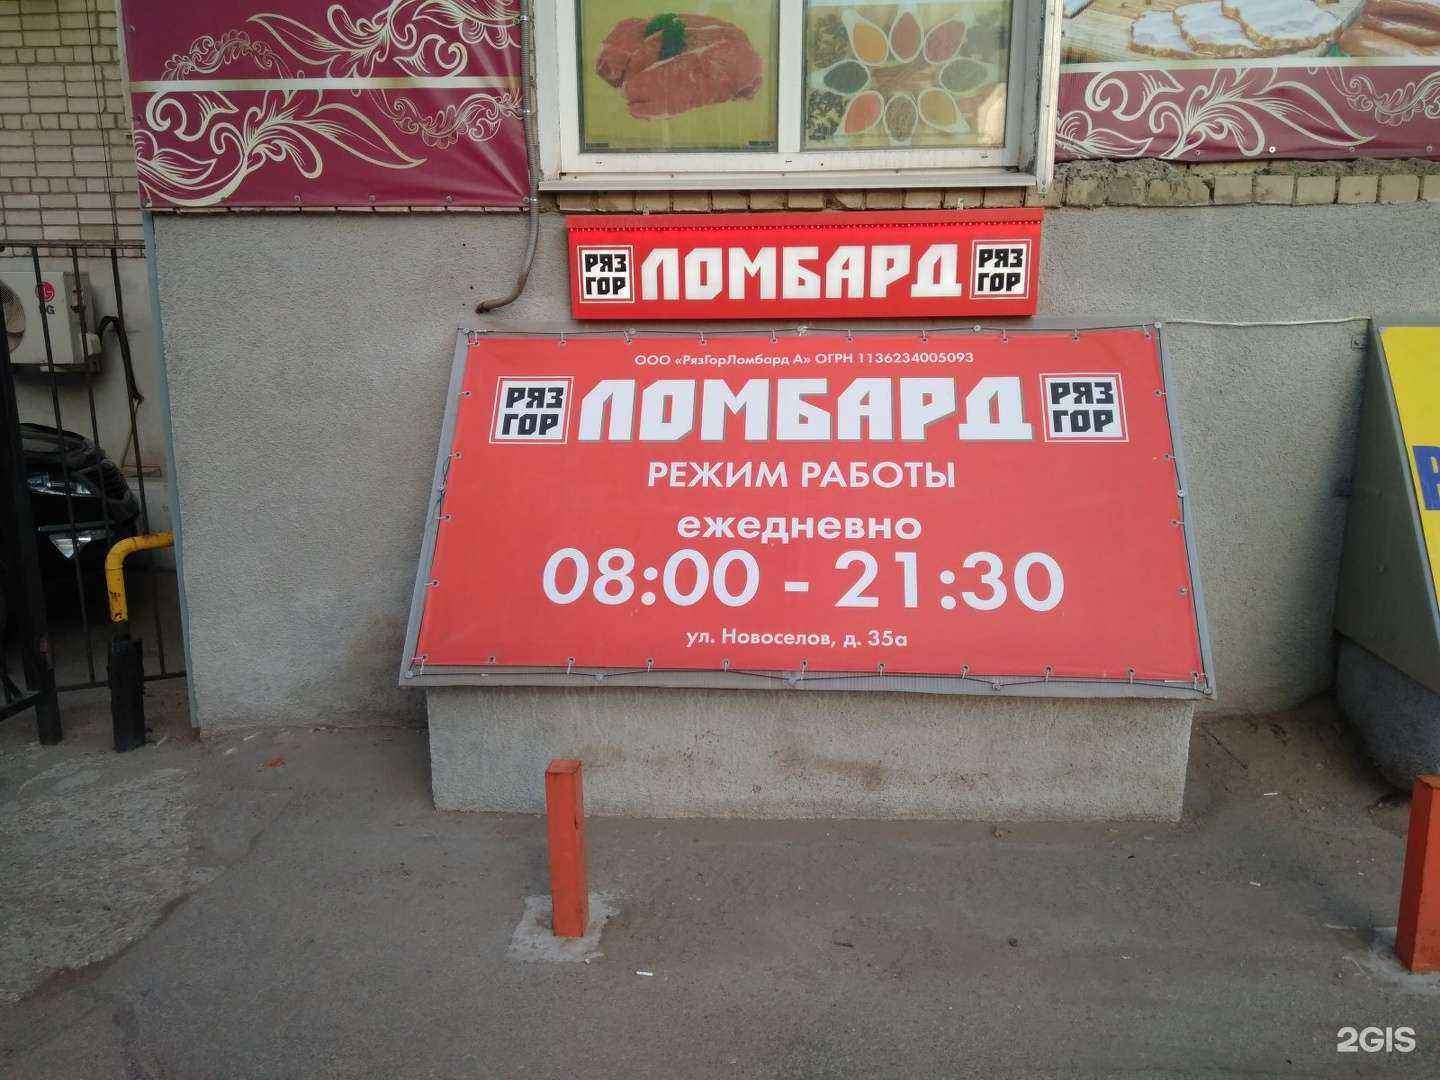 РЯЗ ГОР ЛОМБАРД РЯЗ ГОР
ООО «РязГорЛомбард А» ОГРН 1136234005093
РЯЗ ГОР ЛОМБАРД РЯЗ ГОР
РЕЖИМ РАБОТЫ
ежедневно
08:00 - 21:30
ул. Новоселов, д. 35а
LG
2GIS